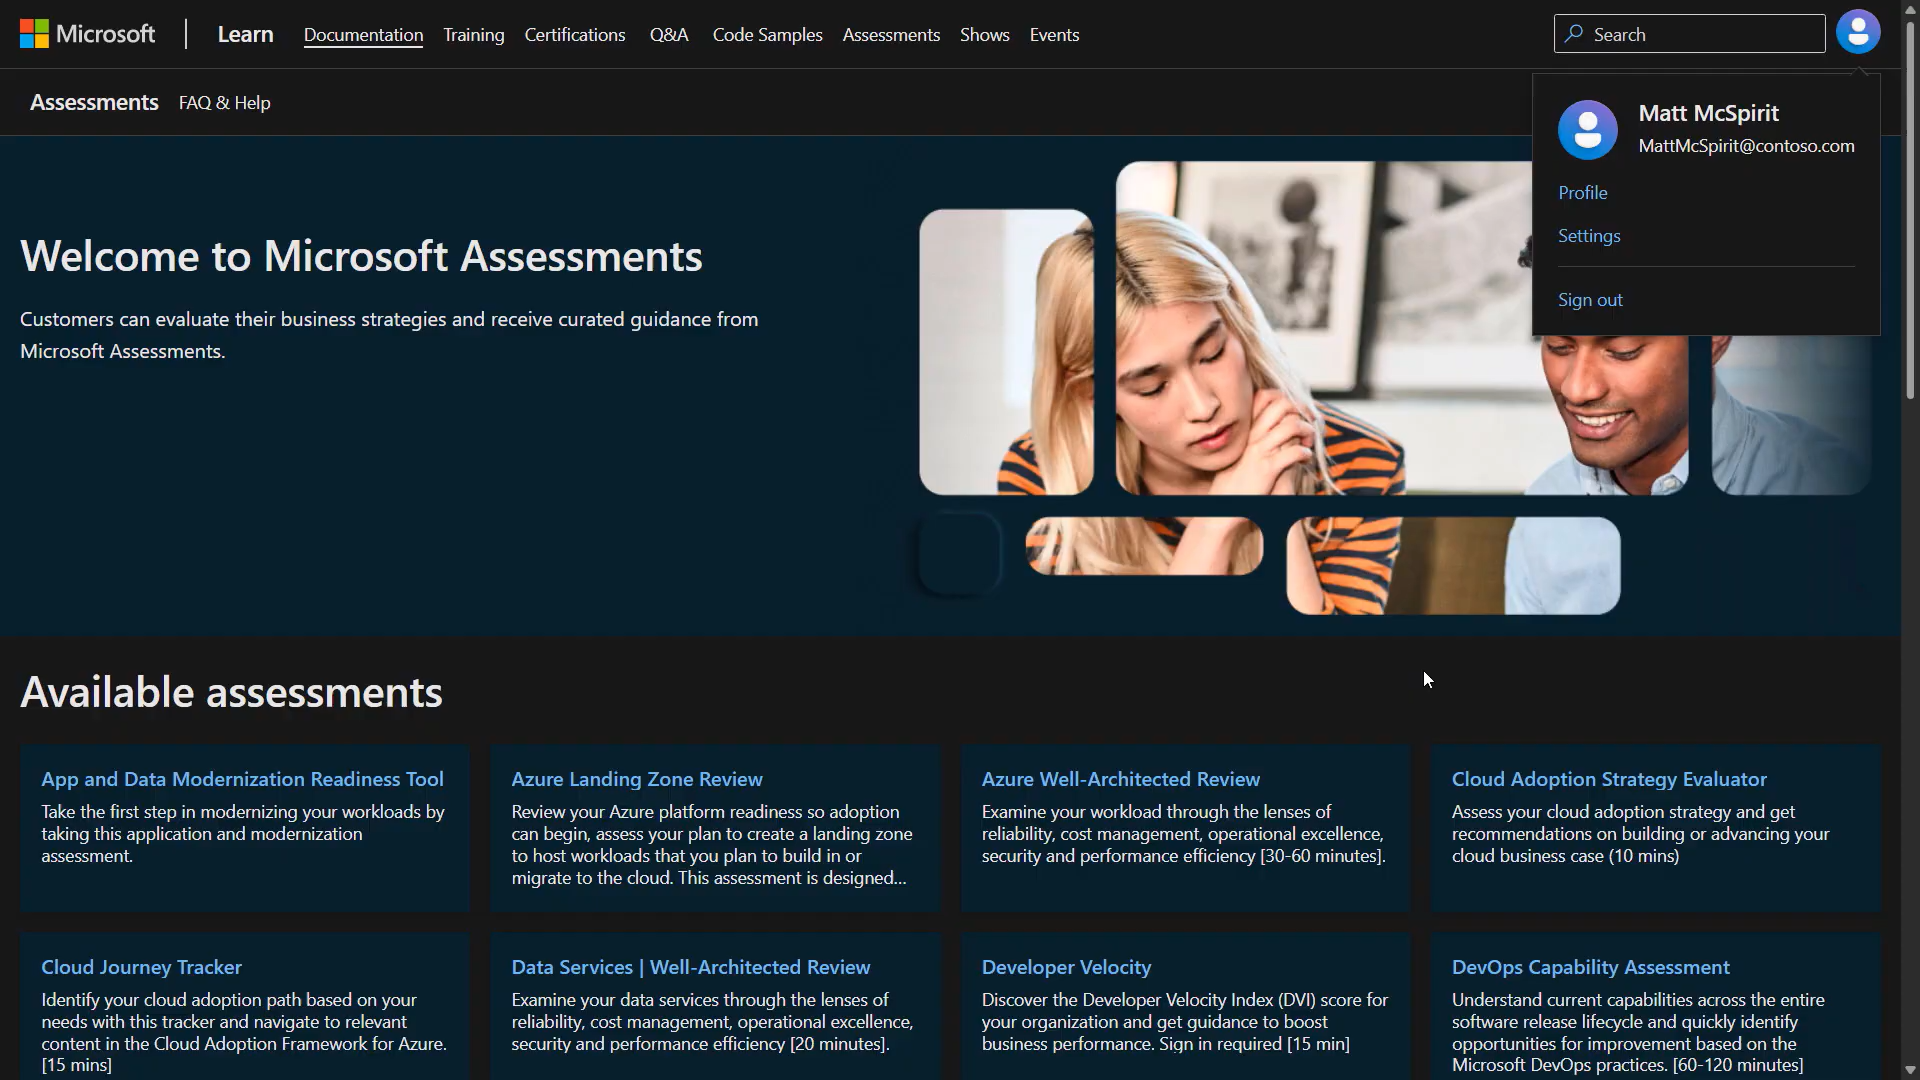 Microsoft
Learn
Documentation
Training
Certifications
Q&A
Code Samples
Assessments
Shows
Events
Search
Assessments
FAQ & Help
Matt McSpirit
MattMcSpirit@contoso.com
Profile
Settings
Sign out
Welcome to Microsoft Assessments
Customers can evaluate their business strategies and receive curated guidance from
Microsoft Assessments.
Available assessments
App and Data Modernization Readiness Tool
Take the first step in modernizing your workloads by
taking this application and modernization
assessment.
Azure Landing Zone Review
Review your Azure platform readiness so adoption
can begin, assess your plan to create a landing zone
to host workloads that you plan to build in or
migrate to the cloud. This assessment is designed...
Azure Well-Architected Review
Examine your workload through the lenses of
reliability, cost management, operational excellence,
security and performance efficiency [30-60 minutes].
Cloud Adoption Strategy Evaluator
Assess your cloud adoption strategy and get
recommendations on building or advancing your
cloud business case (10 mins)
Cloud Journey Tracker
Identify your cloud adoption path based on your
needs with this tracker and navigate to relevant
content in the Cloud Adoption Framework for Azure.
[15 mins]
Data Services | Well-Architected Review
Examine your data services through the lenses of
reliability, cost management, operational excellence,
security and performance efficiency [20 minutes].
Developer Velocity
Discover the Developer Velocity Index (DVI) score for
your organization and get guidance to boost
business performance. Sign in required [15 min]
DevOps Capability Assessment
Understand current capabilities across the entire
software release lifecycle and quickly identify
opportunities for improvement based on the
Microsoft DevOps practices. [60-120 minutes]